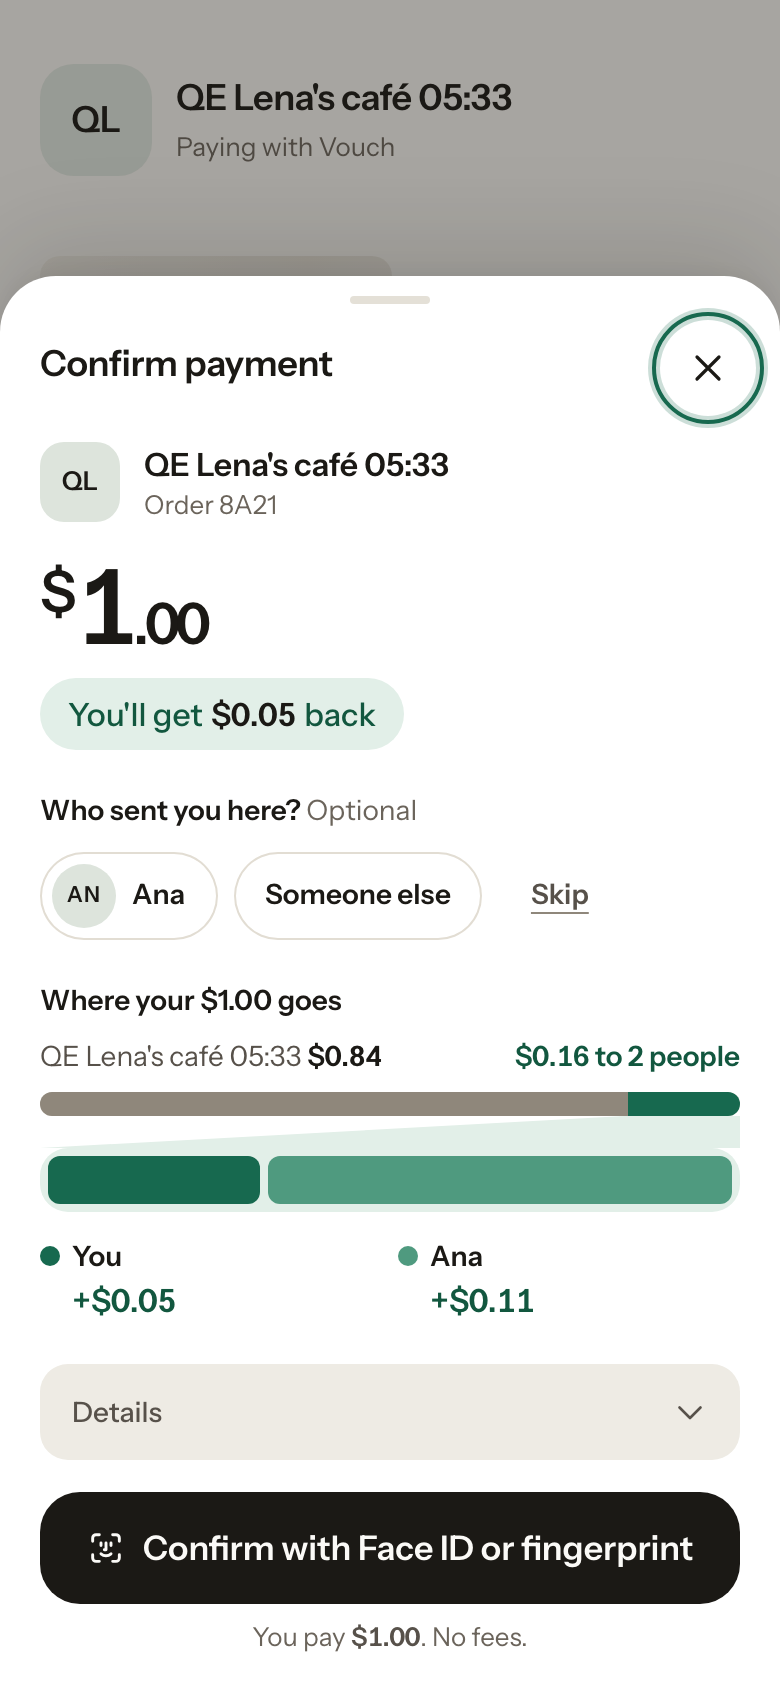 QL
QE Lena's café 05:33
Paying with Vouch
Confirm payment
QL
QE Lena's café 05:33
Order 8A21
$1.00
You'll get $0.05 back
Who sent you here? Optional
AN Ana
Someone else
Skip
Where your $1.00 goes
QE Lena's café 05:33 $0.84
$0.16 to 2 people
You
+$0.05
Ana
+$0.11
Details
Confirm with Face ID or fingerprint
You pay $1.00. No fees.